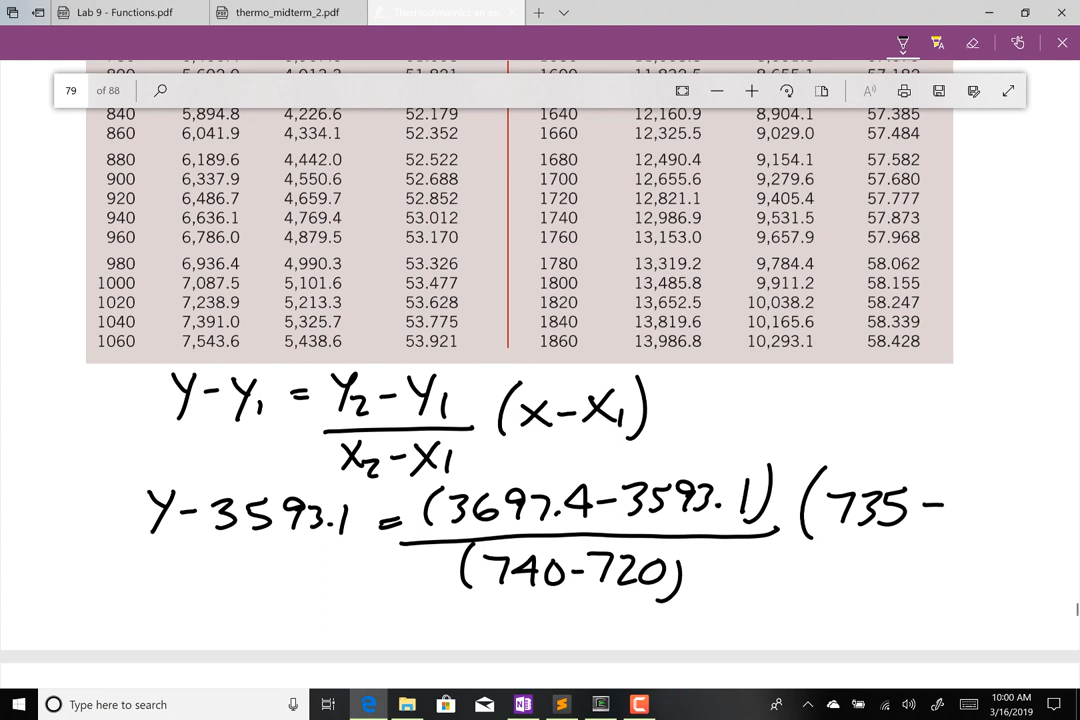 Lab 9 - Functions.pdf thermo_midterm_2.pdf Thermodynamics an en
79 of 88
840 5,894.8 4,226.6 52.179 1640 12,160.9 8,904.1 57.385
860 6,041.9 4,334.1 52.352 1660 12,325.5 9,029.0 57.484
880 6,189.6 4,442.0 52.522 1680 12,490.4 9,154.1 57.582
900 6,337.9 4,550.6 52.688 1700 12,655.6 9,279.6 57.680
920 6,486.7 4,659.7 52.852 1720 12,821.1 9,405.4 57.777
940 6,636.1 4,769.4 53.012 1740 12,986.9 9,531.5 57.873
960 6,786.0 4,879.5 53.170 1760 13,153.0 9,657.9 57.968
980 6,936.4 4,990.3 53.326 1780 13,319.2 9,784.4 58.062
1000 7,087.5 5,101.6 53.477 1800 13,485.8 9,911.2 58.155
1020 7,238.9 5,213.3 53.628 1820 13,652.5 10,038.2 58.247
1040 7,391.0 5,325.7 53.775 1840 13,819.6 10,165.6 58.339
1060 7,543.6 5,438.6 53.921 1860 13,986.8 10,293.1 58.428
Y-Y₁ = Y₂-Y₁ (X-X₁)
X₂-X₁
Y-3593.1 = (3697.4-3593.1) (735-
(740-720)
Type here to search
10:00 AM
3/16/2019